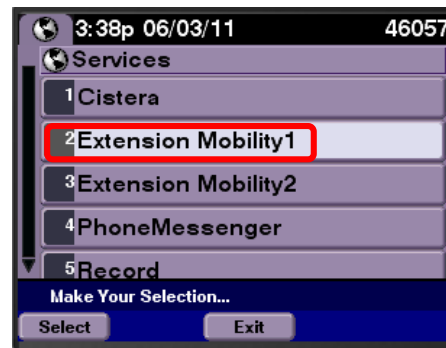 3:38p 06/03/11 46057
Services
1 Cistera
2 Extension Mobility1
3 Extension Mobility2
4 PhoneMessenger
5 Record
Make Your Selection...
Select Exit